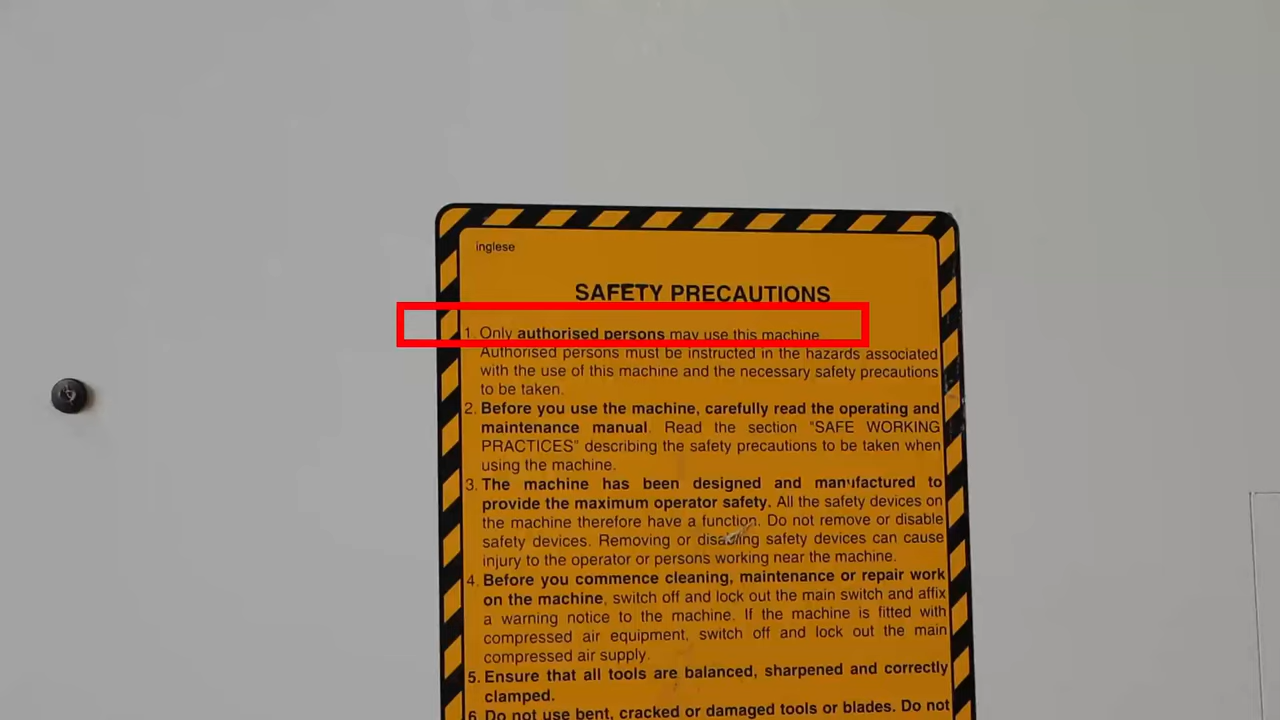 inglese
SAFETY PRECAUTIONS
1. Only authorised persons may use this machine.
Authorised persons must be instructed in the hazards associated
with the use of this machine and the necessary safety precautions
to be taken.
2. Before you use the machine, carefully read the operating and
maintenance manual. Read the section "SAFE WORKING
PRACTICES" describing the safety precautions to be taken when
using the machine.
3. The machine has been designed and manufactured to
provide the maximum operator safety. All the safety devices on
the machine therefore have a function. Do not remove or disable
safety devices. Removing or disabling safety devices can cause
injury to the operator or persons working near the machine.
4. Before you commence cleaning, maintenance or repair work
on the machine, switch off and lock out the main switch and affix
a warning notice to the machine. If the machine is fitted with
compressed air equipment, switch off and lock out the main
compressed air supply.
5. Ensure that all tools are balanced, sharpened and correctly
clamped.
6. Do not use bent, cracked or damaged tools or blades. Do not